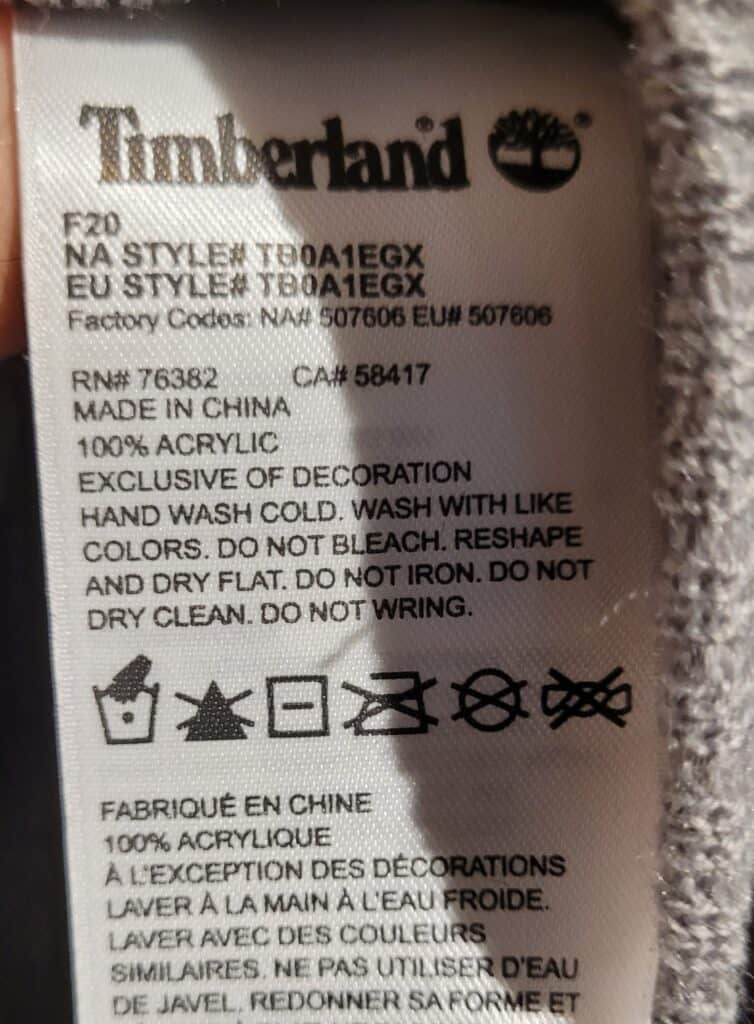 Timberland®
F20
NA STYLE# TB0A1EGX
EU STYLE# TB0A1EGX
Factory Codes: NA# 507606 EU# 507606
RN# 76382 CA# 58417
MADE IN CHINA
100% ACRYLIC
EXCLUSIVE OF DECORATION
HAND WASH COLD. WASH WITH LIKE
COLORS. DO NOT BLEACH. RESHAPE
AND DRY FLAT. DO NOT IRON. DO NOT
DRY CLEAN. DO NOT WRING.
FABRIQUÉ EN CHINE
100% ACRYLIQUE
À L'EXCEPTION DES DÉCORATIONS
LAVER À LA MAIN À L'EAU FROIDE.
LAVER AVEC DES COULEURS
SIMILAIRES. NE PAS UTILISER D'EAU
DE JAVEL. REDONNER SA FORME ET